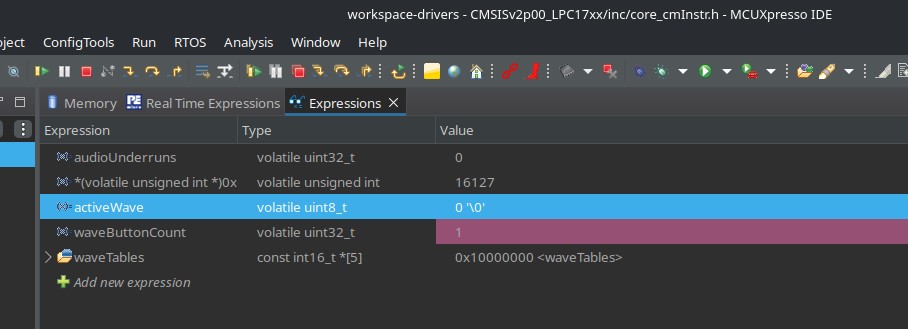 workspace-drivers - CMSISv2p00_LPC17xx/inc/core_cmInstr.h - MCUXpresso IDE
oject ConfigTools Run RTOS Analysis Window Help
Memory Real Time Expressions Expressions
Expression Type Value
audioUnderruns volatile uint32_t 0
*(volatile unsigned int *)0x volatile unsigned int 16127
activeWave volatile uint8_t 0 '\0'
waveButtonCount volatile uint32_t 1
waveTables const int16_t *[5] 0x10000000 <waveTables>
Add new expression